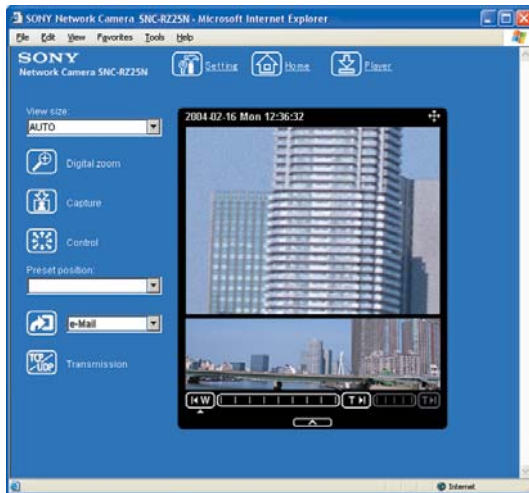 SONY Network Camera SNC-RZ25N - Microsoft Internet Explorer
File Edit View Favorites Tools Help
SONY
Network Camera SNC-RZ25N
Setting Home Player
View size:
AUTO
2004-02-16 Mon 12:36:32
Digital zoom
Capture
Control
Preset position:
e-Mail
TCP/UDP Transmission
W T T
Internet